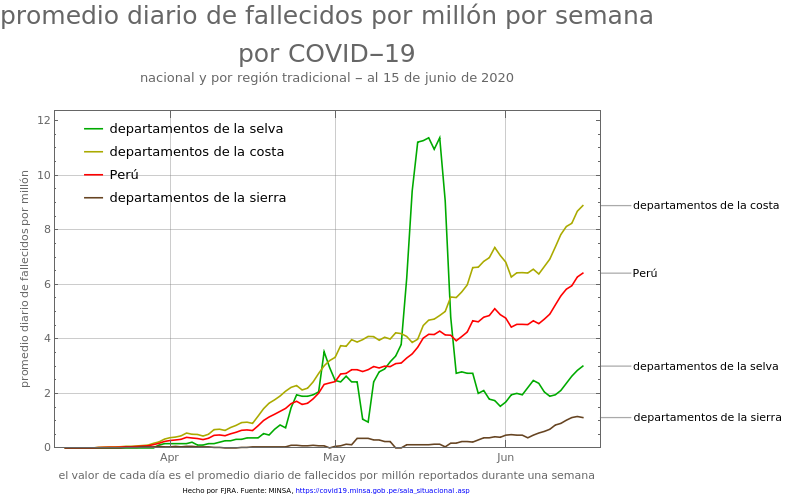 promedio diario de fallecidos por millón por semana
por COVID−19
nacional y por región tradicional − al 15 de junio de 2020
12
10
8
6
4
2
0
promedio diario de fallecidos por millón
departamentos de la selva
departamentos de la costa
Perú
departamentos de la sierra
departamentos de la costa
Perú
departamentos de la selva
departamentos de la sierra
Apr May Jun
el valor de cada día es el promedio diario de fallecidos por millón reportados durante una semana
Hecho por FJRA. Fuente: MINSA, https://covid19.minsa.gob.pe/sala_situacional.asp